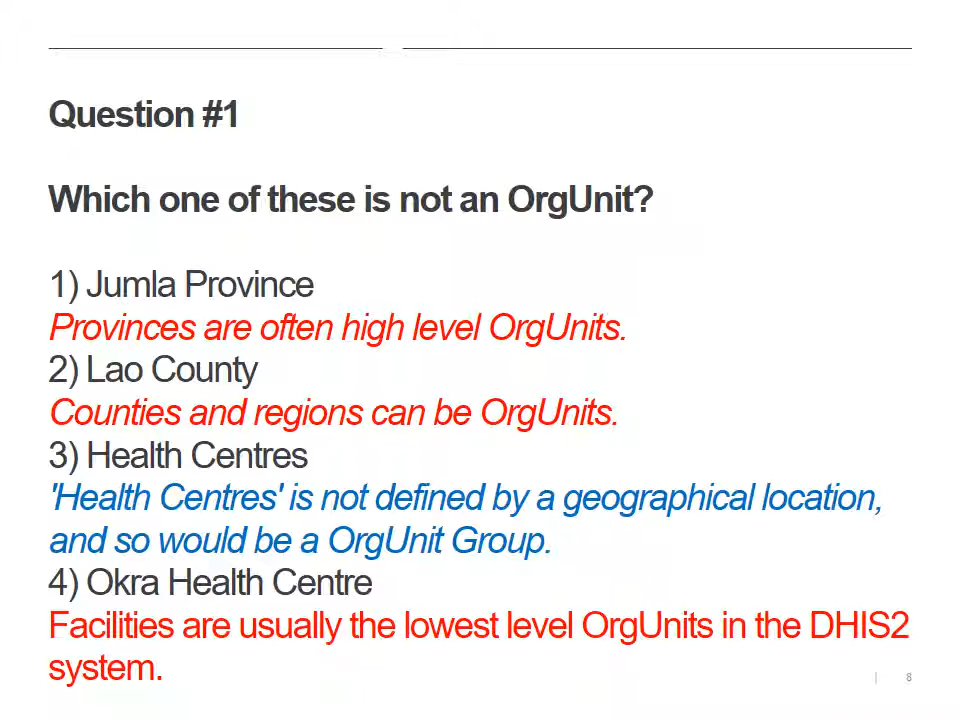 Question #1
Which one of these is not an OrgUnit?
1) Jumla Province
Provinces are often high level OrgUnits.
2) Lao County
Counties and regions can be OrgUnits.
3) Health Centres
'Health Centres' is not defined by a geographical location,
and so would be a OrgUnit Group.
4) Okra Health Centre
Facilities are usually the lowest level OrgUnits in the DHIS2
system.
| 8